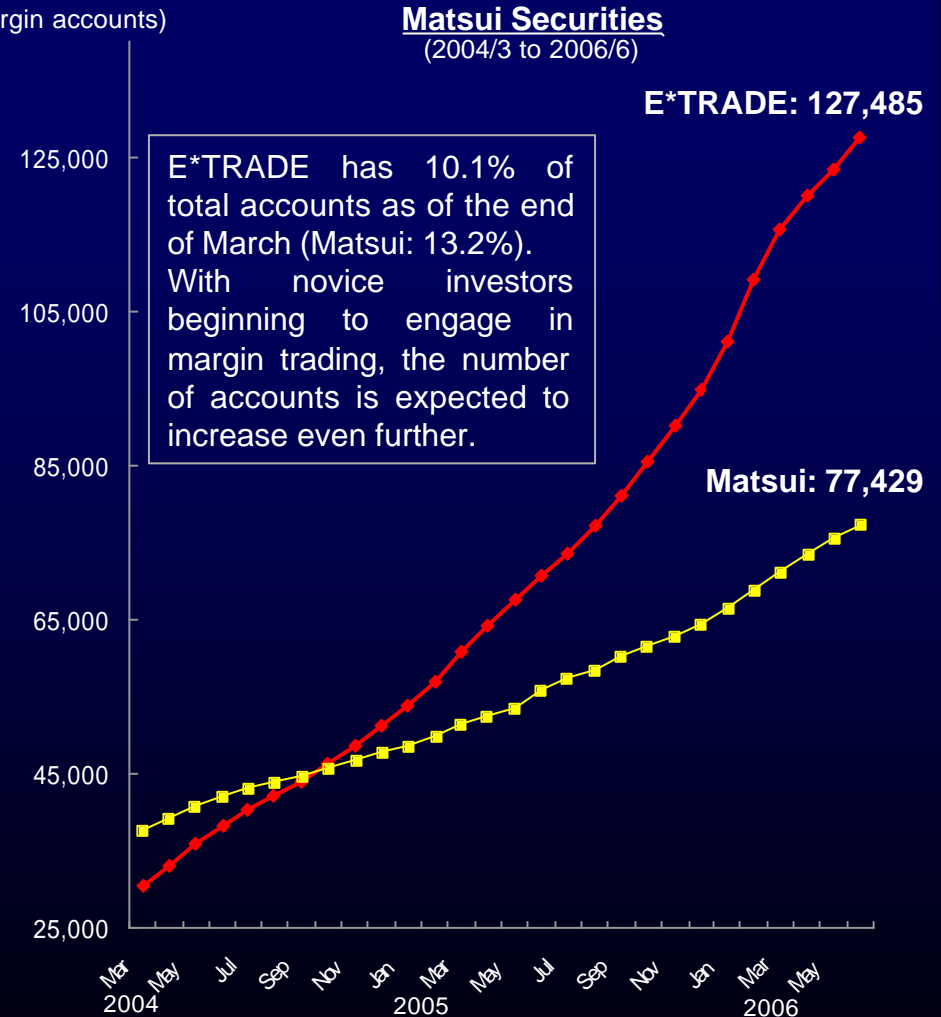 rgin accounts)
Matsui Securities
(2004/3 to 2006/6)
E*TRADE: 127,485
125,000
E*TRADE has 10.1% of
total accounts as of the end
of March (Matsui: 13.2%).
With novice investors
beginning to engage in
margin trading, the number
of accounts is expected to
increase even further.
105,000
85,000
Matsui: 77,429
65,000
45,000
25,000
Mar May Jul Sep Nov Jan Mar May Jul Sep Nov Jan Mar May
2004 2005 2006